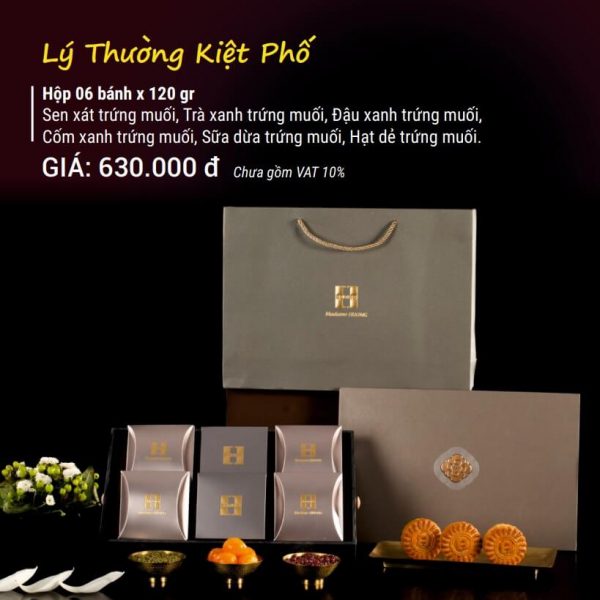 Lý Thường Kiệt Phố
Hộp 06 bánh x 120 gr
Sen xát trứng muối, Trà xanh trứng muối, Đậu xanh trứng muối,
Cốm xanh trứng muối, Sữa dừa trứng muối, Hạt dẻ trứng muối.
GIÁ: 630.000 đ Chưa gồm VAT 10%
Madame HƯƠNG